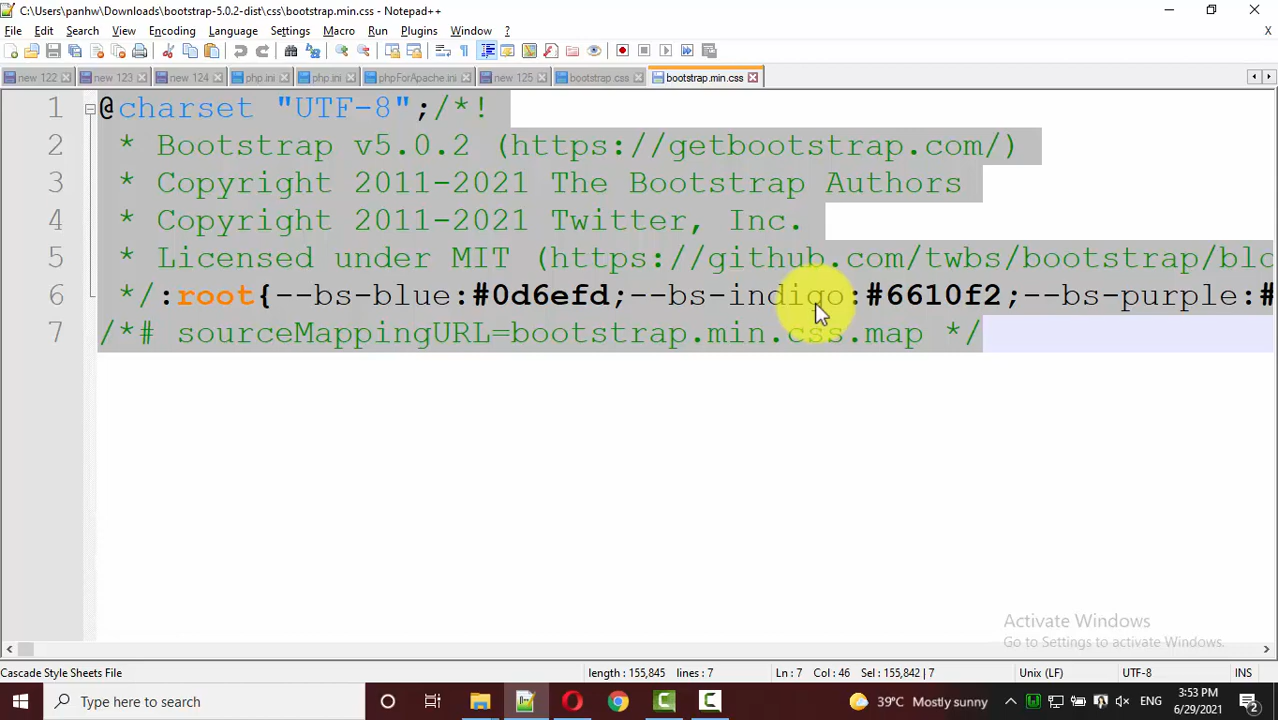 C:\Users\panhw\Downloads\bootstrap-5.0.2-dist\css\bootstrap.min.css - Notepad++
File Edit Search View Encoding Language Settings Macro Run Plugins Window ? X
new 122 new 123 new 124 php.ini php.ini phpForApache.ini new 125 bootstrap.css bootstrap.min.css
1 @charset "UTF-8";/*!
2 * Bootstrap v5.0.2 (https://getbootstrap.com/)
3 * Copyright 2011-2021 The Bootstrap Authors
4 * Copyright 2011-2021 Twitter, Inc.
5 * Licensed under MIT (https://github.com/twbs/bootstrap/blo
6 */:root{--bs-blue:#0d6efd;--bs-indigo:#6610f2;--bs-purple:#
7 /*# sourceMappingURL=bootstrap.min.css.map */
Activate Windows
Go to Settings to activate Windows.
Cascade Style Sheets File length : 155,845 lines : 7 Ln : 7 Col : 46 Sel : 155,842 | 7 Unix (LF) UTF-8 INS
Type here to search 39°C Mostly sunny ENG 3:53 PM
6/29/2021 2